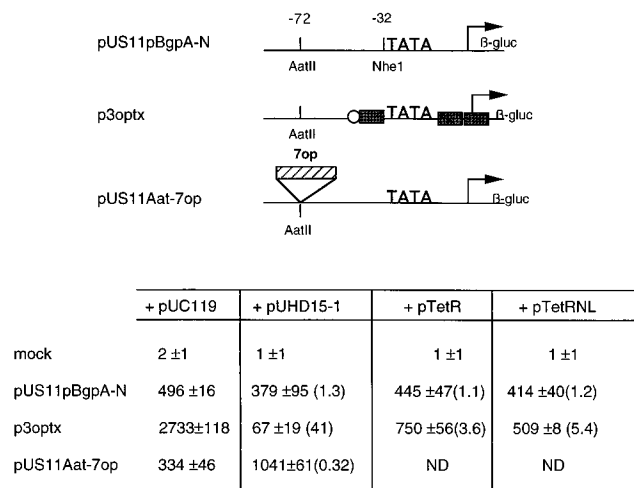 -72 -32
pUS11pBgpA-N TATA ß-gluc
AatII Nhe1
p3optx TATA ß-gluc
AatII
7op
pUS11Aat-7op TATA ß-gluc
AatII
+ pUC119 + pUHD15-1 + pTetR + pTetRNL
mock 2 ±1 1 ±1 1 ±1 1 ±1
pUS11pBgpA-N 496 ±16 379 ±95 (1.3) 445 ±47(1.1) 414 ±40(1.2)
p3optx 2733±118 67 ±19 (41) 750 ±56(3.6) 509 ±8 (5.4)
pUS11Aat-7op 334 ±46 1041±61(0.32) ND ND